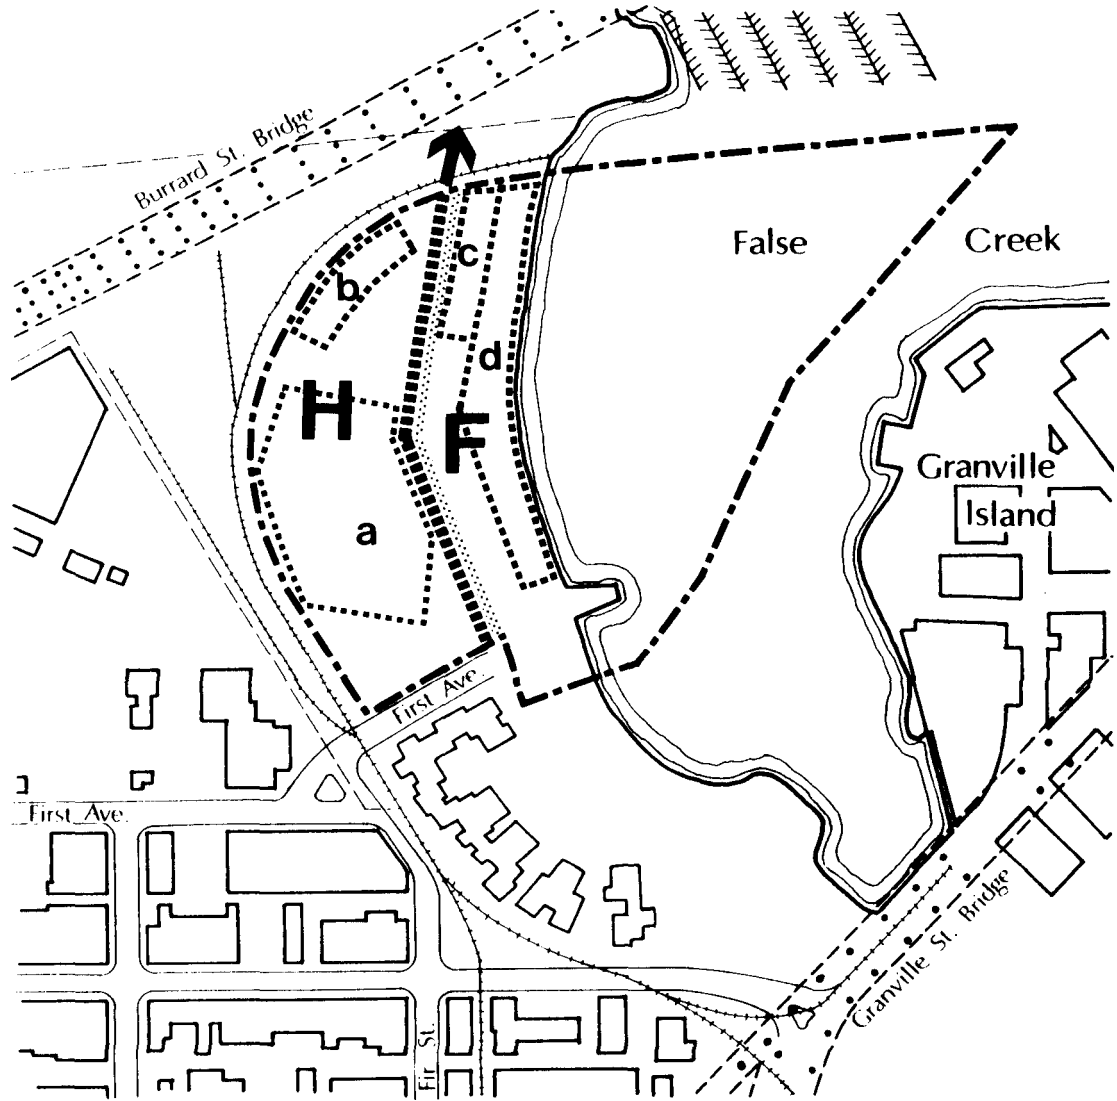 Burrard St. Bridge
False Creek
b
c
d
H
F
a
Granville
Island
First Ave.
First Ave.
Granville St. Bridge
Fir St.